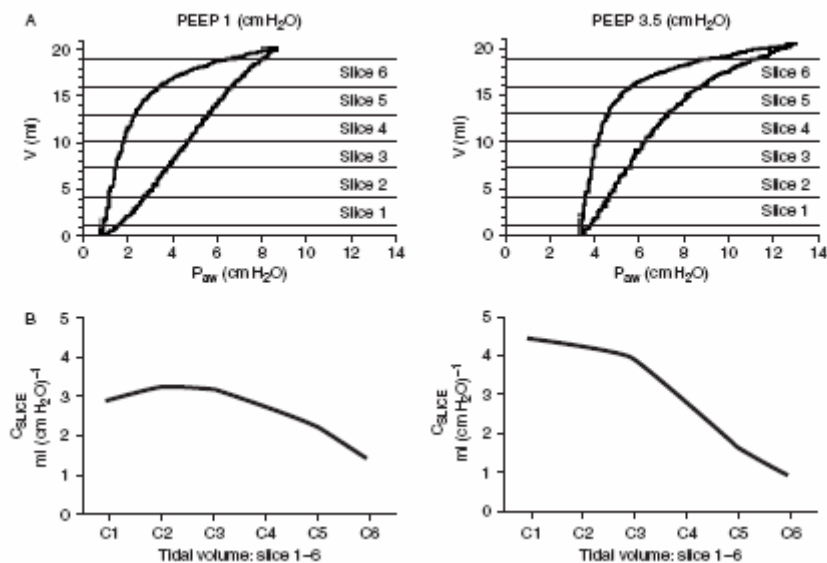 A
PEEP 1 (cm H2O)
20
15
10
5
0
V (ml)
Slice 6
Slice 5
Slice 4
Slice 3
Slice 2
Slice 1
0 2 4 6 8 10 12 14
Paw (cm H2O)
PEEP 3.5 (cm H2O)
20
15
10
5
0
V (ml)
Slice 6
Slice 5
Slice 4
Slice 3
Slice 2
Slice 1
0 2 4 6 8 10 12 14
Paw (cm H2O)
B
5
4
3
2
1
0
CSLICE
ml (cm H2O)–1
C1 C2 C3 C4 C5 C6
Tidal volume: slice 1–6
5
4
3
2
1
0
CSLICE
ml (cm H2O)–1
C1 C2 C3 C4 C5 C6
Tidal volume: slice 1–6